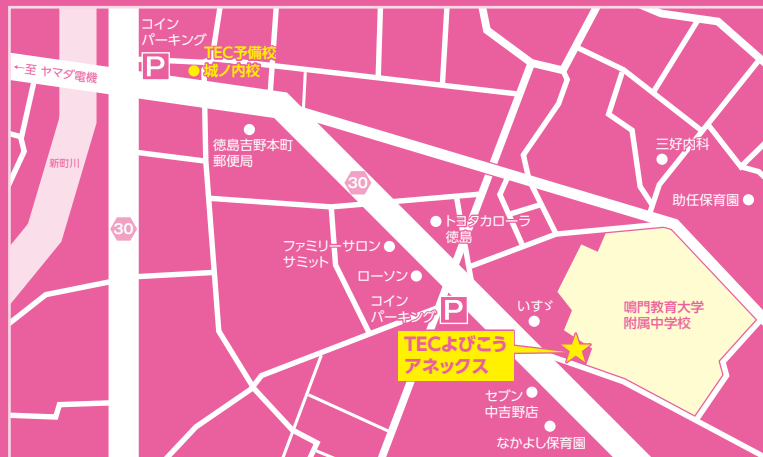 コイン
パーキング
P
TEC予備校
城ノ内校
←至 ヤマダ電機
徳島吉野本町
郵便局
三好内科
新町川
30
助任保育園
30
トヨタカローラ
徳島
ファミリーサロン
サミット
ローソン
コイン
パーキング
P
いすゞ
鳴門教育大学
附属中学校
TECよびこう
アネックス
セブン
中吉野店
なかよし保育園